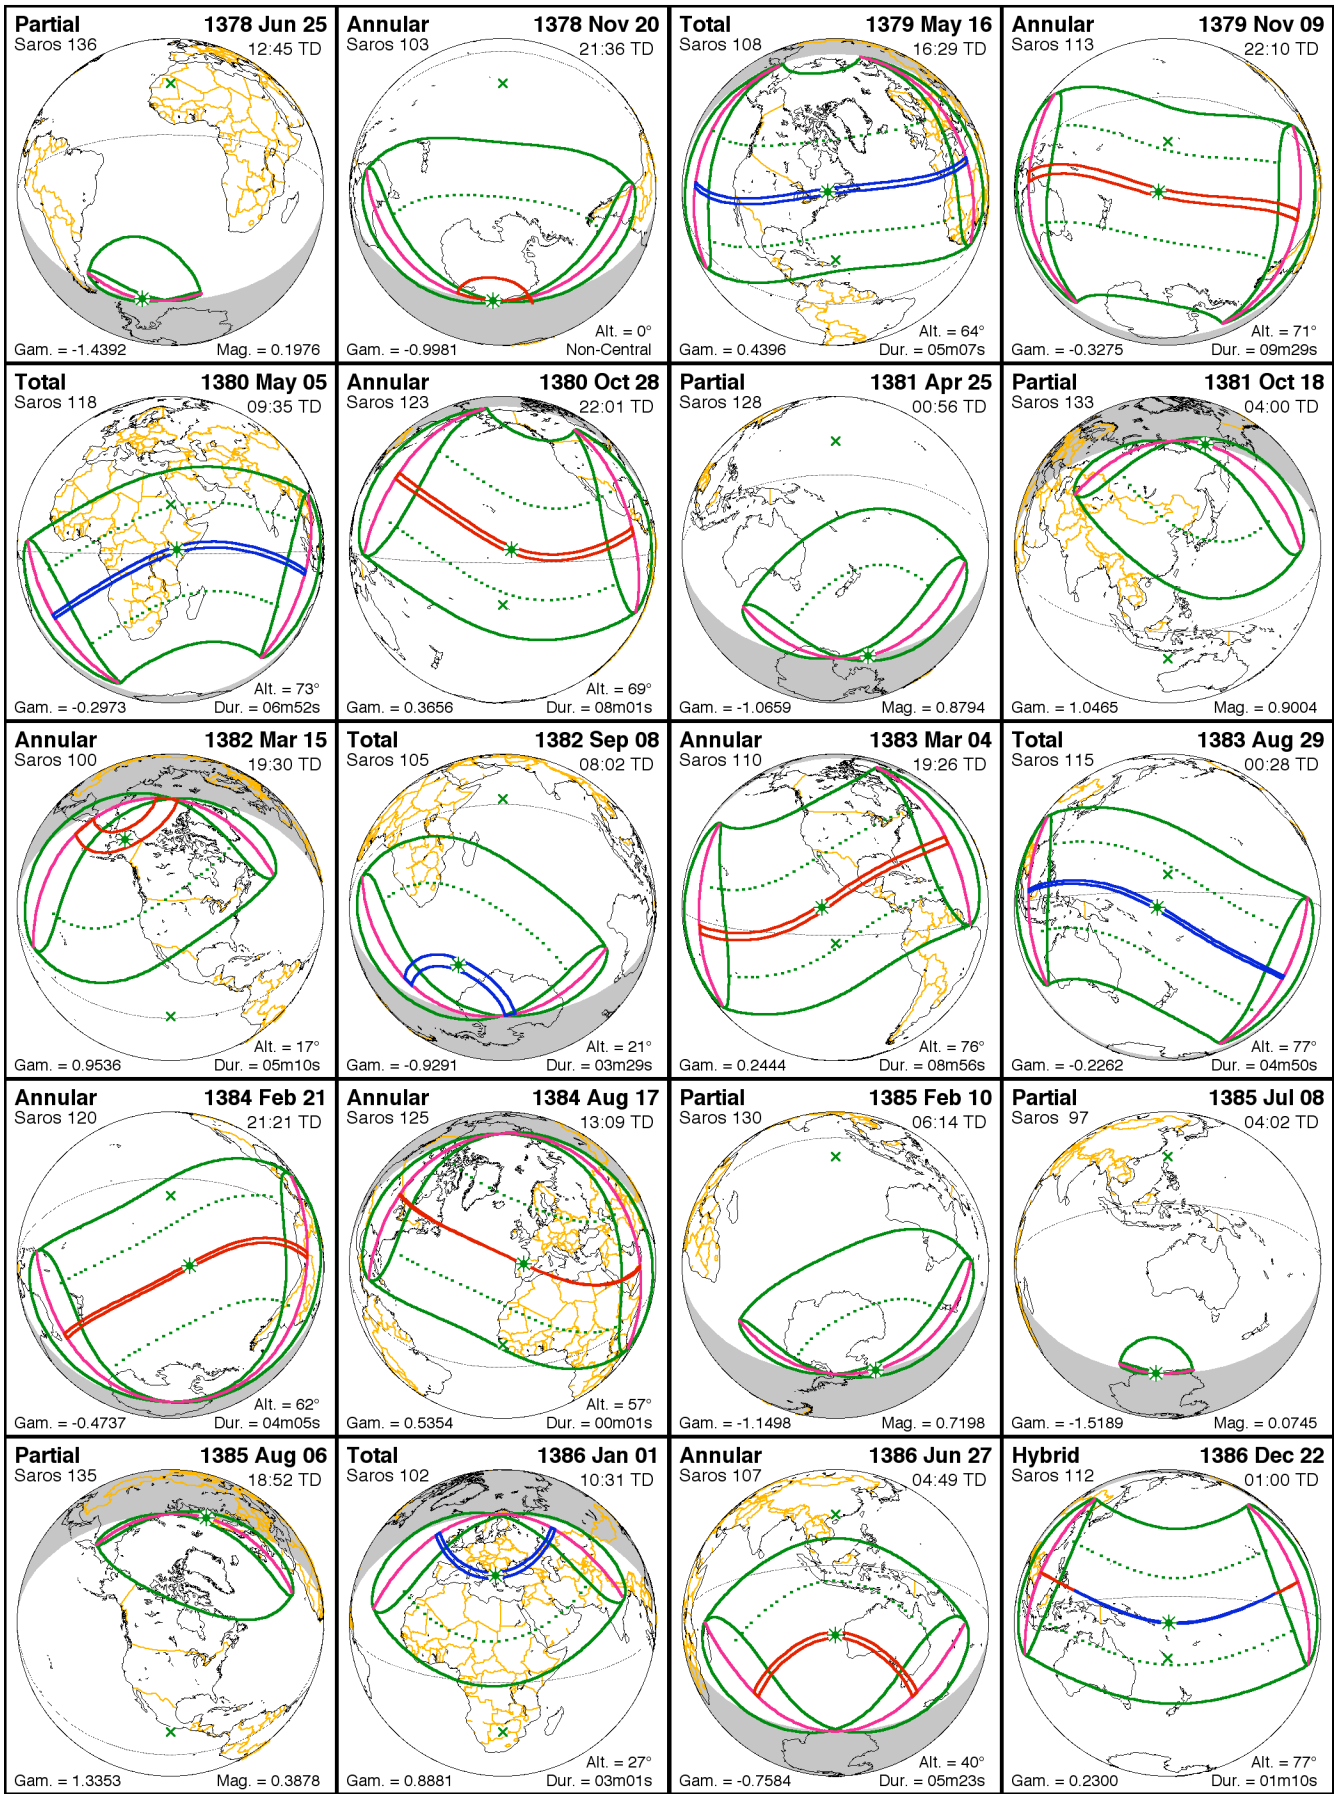 Partial 1378 Jun 25
Saros 136 12:45 TD
Gam. = -1.4392 Mag. = 0.1976
Annular 1378 Nov 20
Saros 103 21:36 TD
Alt. = 0°
Gam. = -0.9981 Non-Central
Total 1379 May 16
Saros 108 16:29 TD
Alt. = 64°
Gam. = 0.4396 Dur. = 05m07s
Annular 1379 Nov 09
Saros 113 22:10 TD
Alt. = 71°
Gam. = -0.3275 Dur. = 09m29s
Total 1380 May 05
Saros 118 09:35 TD
Alt. = 73°
Gam. = -0.2973 Dur. = 06m52s
Annular 1380 Oct 28
Saros 123 22:01 TD
Alt. = 69°
Gam. = 0.3656 Dur. = 08m01s
Partial 1381 Apr 25
Saros 128 00:56 TD
Gam. = -1.0659 Mag. = 0.8794
Partial 1381 Oct 18
Saros 133 04:00 TD
Gam. = 1.0465 Mag. = 0.9004
Annular 1382 Mar 15
Saros 100 19:30 TD
Alt. = 17°
Gam. = 0.9536 Dur. = 05m10s
Total 1382 Sep 08
Saros 105 08:02 TD
Alt. = 21°
Gam. = -0.9291 Dur. = 03m29s
Annular 1383 Mar 04
Saros 110 19:26 TD
Alt. = 76°
Gam. = 0.2444 Dur. = 08m56s
Total 1383 Aug 29
Saros 115 00:28 TD
Alt. = 77°
Gam. = -0.2262 Dur. = 04m50s
Annular 1384 Feb 21
Saros 120 21:21 TD
Alt. = 62°
Gam. = -0.4737 Dur. = 04m05s
Annular 1384 Aug 17
Saros 125 13:09 TD
Alt. = 57°
Gam. = 0.5354 Dur. = 00m01s
Partial 1385 Feb 10
Saros 130 06:14 TD
Gam. = -1.1498 Mag. = 0.7198
Partial 1385 Jul 08
Saros 97 04:02 TD
Gam. = -1.5189 Mag. = 0.0745
Partial 1385 Aug 06
Saros 135 18:52 TD
Gam. = 1.3353 Mag. = 0.3878
Total 1386 Jan 01
Saros 102 10:31 TD
Alt. = 27°
Gam. = 0.8881 Dur. = 03m01s
Annular 1386 Jun 27
Saros 107 04:49 TD
Alt. = 40°
Gam. = -0.7584 Dur. = 05m23s
Hybrid 1386 Dec 22
Saros 112 01:00 TD
Alt. = 77°
Gam. = 0.2300 Dur. = 01m10s